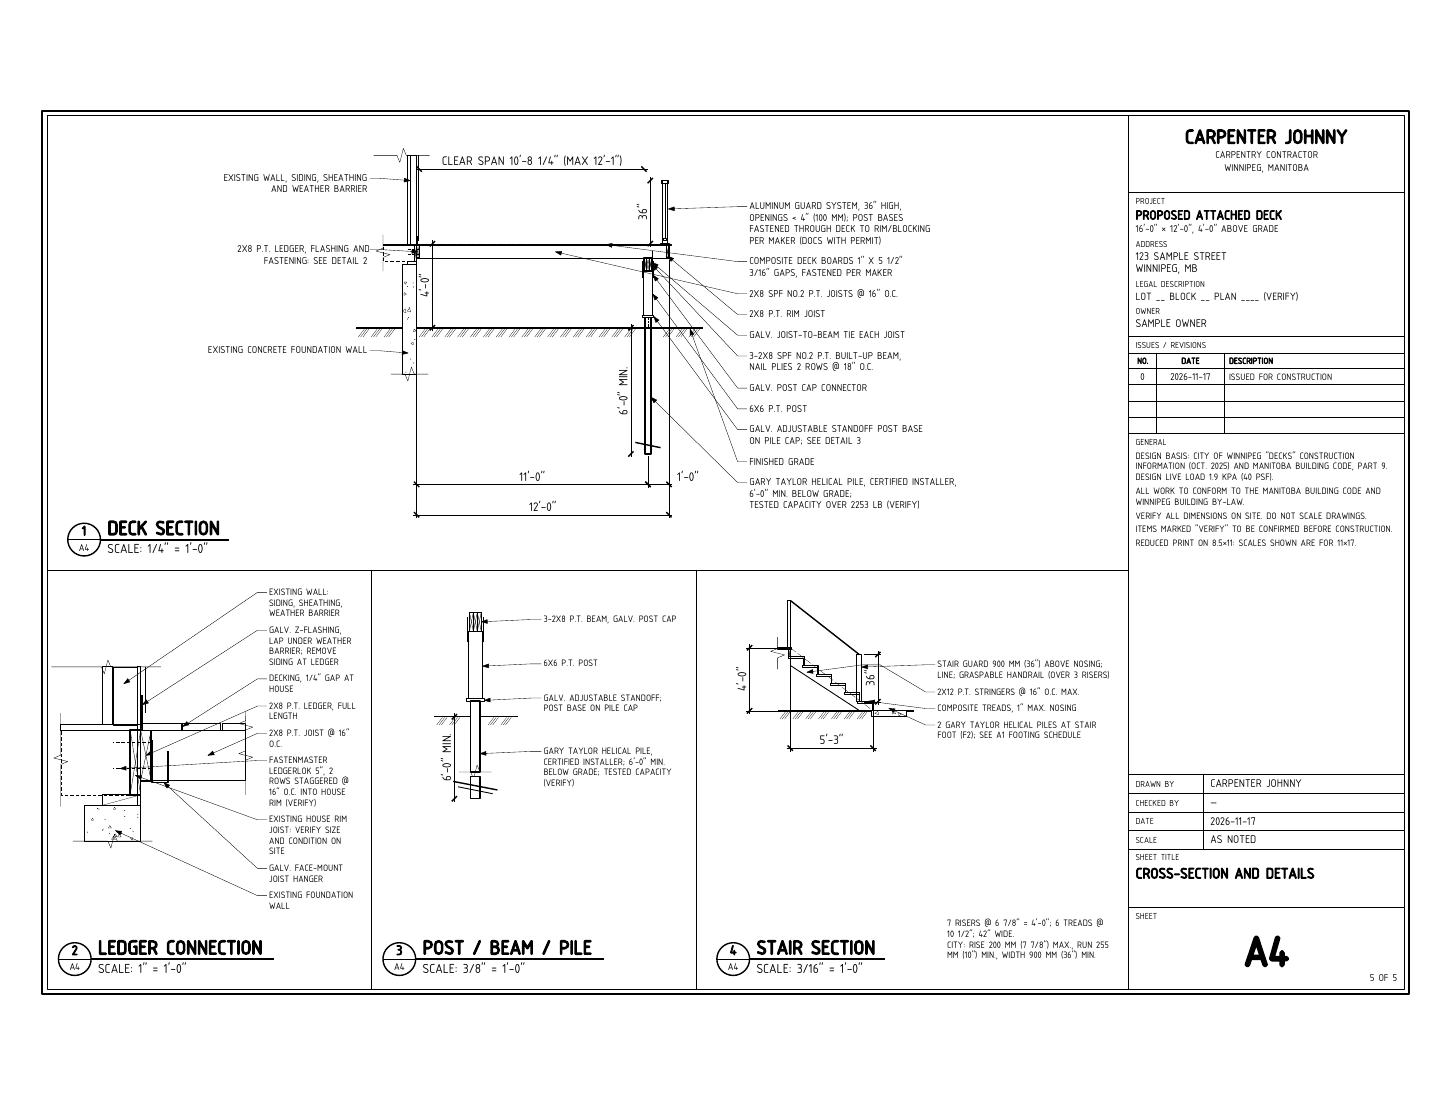 CLEAR SPAN 10'-8 1/4" (MAX 12'-1")
EXISTING WALL, SIDING, SHEATHING
AND WEATHER BARRIER
2X8 P.T. LEDGER, FLASHING AND
FASTENING: SEE DETAIL 2
EXISTING CONCRETE FOUNDATION WALL
36"
4'-0"
6'-0" MIN.
11'-0"
1'-0"
12'-0"
ALUMINUM GUARD SYSTEM, 36" HIGH,
OPENINGS < 4" (100 MM); POST BASES
FASTENED THROUGH DECK TO RIM/BLOCKING
PER MAKER (DOCS WITH PERMIT)
COMPOSITE DECK BOARDS 1" X 5 1/2"
3/16" GAPS, FASTENED PER MAKER
2X8 SPF NO.2 P.T. JOISTS @ 16" O.C.
2X8 P.T. RIM JOIST
GALV. JOIST-TO-BEAM TIE EACH JOIST
3-2X8 SPF NO.2 P.T. BUILT-UP BEAM,
NAIL PLIES 2 ROWS @ 18" O.C.
GALV. POST CAP CONNECTOR
6X6 P.T. POST
GALV. ADJUSTABLE STANDOFF POST BASE
ON PILE CAP; SEE DETAIL 3
FINISHED GRADE
GARY TAYLOR HELICAL PILE, CERTIFIED INSTALLER,
6'-0" MIN. BELOW GRADE;
TESTED CAPACITY OVER 2253 LB (VERIFY)
1
A4
DECK SECTION
SCALE: 1/4" = 1'-0"
EXISTING WALL:
SIDING, SHEATHING,
WEATHER BARRIER
GALV. Z-FLASHING,
LAP UNDER WEATHER
BARRIER; REMOVE
SIDING AT LEDGER
DECKING, 1/4" GAP AT
HOUSE
2X8 P.T. LEDGER, FULL
LENGTH
2X8 P.T. JOIST @ 16"
O.C.
FASTENMASTER
LEDGERLOK 5", 2
ROWS STAGGERED @
16" O.C. INTO HOUSE
RIM (VERIFY)
EXISTING HOUSE RIM
JOIST: VERIFY SIZE
AND CONDITION ON
SITE
GALV. FACE-MOUNT
JOIST HANGER
EXISTING FOUNDATION
WALL
2
A4
LEDGER CONNECTION
SCALE: 1" = 1'-0"
3-2X8 P.T. BEAM, GALV. POST CAP
6X6 P.T. POST
GALV. ADJUSTABLE STANDOFF;
POST BASE ON PILE CAP
6'-0" MIN.
GARY TAYLOR HELICAL PILE,
CERTIFIED INSTALLER; 6'-0" MIN.
BELOW GRADE; TESTED CAPACITY
(VERIFY)
3
A4
POST / BEAM / PILE
SCALE: 3/8" = 1'-0"
4'-0"
36"
5'-3"
STAIR GUARD 900 MM (36") ABOVE NOSING;
LINE; GRASPABLE HANDRAIL (OVER 3 RISERS)
2X12 P.T. STRINGERS @ 16" O.C. MAX.
COMPOSITE TREADS, 1" MAX. NOSING
2 GARY TAYLOR HELICAL PILES AT STAIR
FOOT (F2); SEE A1 FOOTING SCHEDULE
7 RISERS @ 6 7/8" = 4'-0"; 6 TREADS @
10 1/2"; 42" WIDE.
CITY: RISE 200 MM (7 7/8") MAX., RUN 255
MM (10") MIN., WIDTH 900 MM (36") MIN.
4
A4
STAIR SECTION
SCALE: 3/16" = 1'-0"
CARPENTER JOHNNY
CARPENTRY CONTRACTOR
WINNIPEG, MANITOBA
PROJECT
PROPOSED ATTACHED DECK
16'-0" × 12'-0", 4'-0" ABOVE GRADE
ADDRESS
123 SAMPLE STREET
WINNIPEG, MB
LEGAL DESCRIPTION
LOT __ BLOCK __ PLAN ____ (VERIFY)
OWNER
SAMPLE OWNER
ISSUES / REVISIONS
NO. DATE DESCRIPTION
0 2026-11-17 ISSUED FOR CONSTRUCTION
GENERAL
DESIGN BASIS: CITY OF WINNIPEG "DECKS" CONSTRUCTION
INFORMATION (OCT. 2025) AND MANITOBA BUILDING CODE, PART 9.
DESIGN LIVE LOAD 1.9 KPA (40 PSF).
ALL WORK TO CONFORM TO THE MANITOBA BUILDING CODE AND
WINNIPEG BUILDING BY-LAW.
VERIFY ALL DIMENSIONS ON SITE. DO NOT SCALE DRAWINGS.
ITEMS MARKED "VERIFY" TO BE CONFIRMED BEFORE CONSTRUCTION.
REDUCED PRINT ON 8.5×11: SCALES SHOWN ARE FOR 11×17.
DRAWN BY CARPENTER JOHNNY
CHECKED BY –
DATE 2026-11-17
SCALE AS NOTED
SHEET TITLE
CROSS-SECTION AND DETAILS
SHEET
A4
5 OF 5